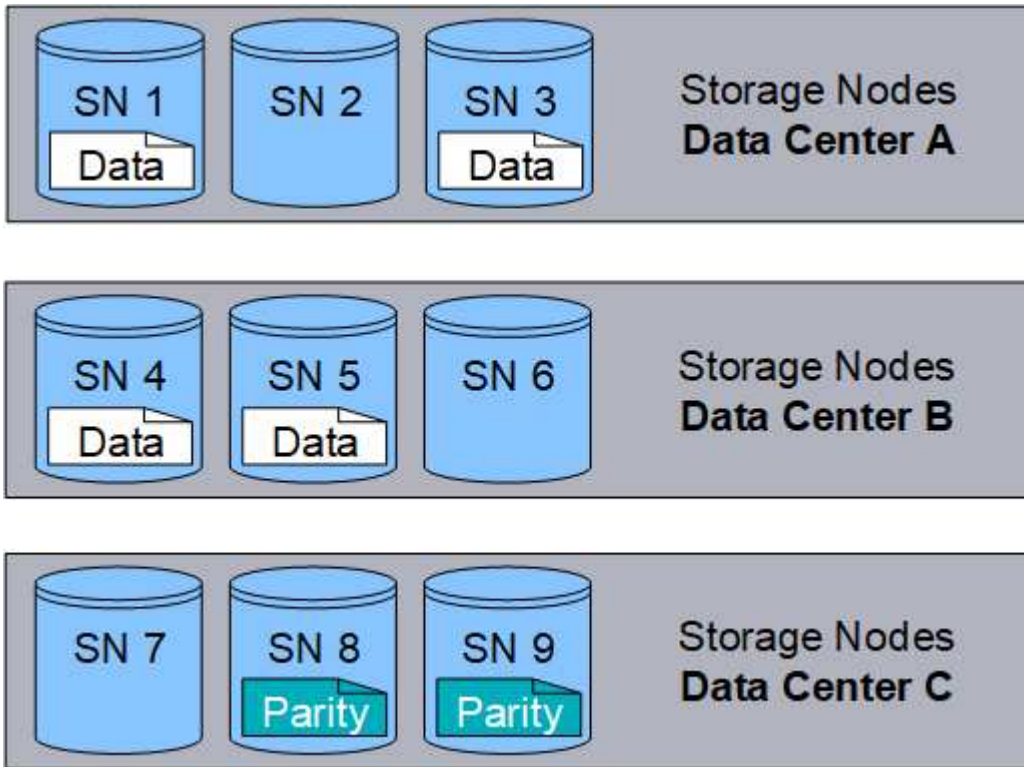 SN 1
SN 2
SN 3
Data
Data
Storage Nodes
Data Center A
SN 4
SN 5
SN 6
Data
Data
Storage Nodes
Data Center B
SN 7
SN 8
SN 9
Parity
Parity
Storage Nodes
Data Center C